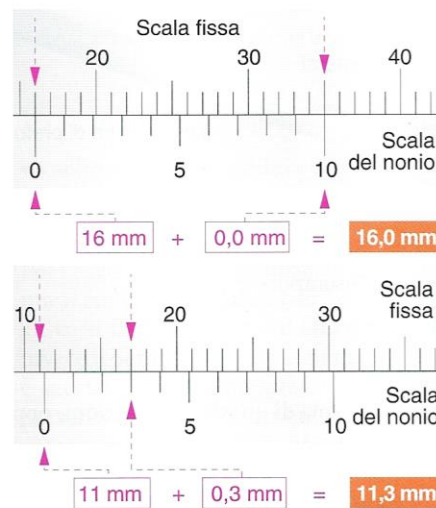 Scala fissa
20 30 40
0 5 10
Scala
del nonio
16 mm + 0,0 mm = 16,0 mm
Scala
fissa
10 20 30
0 5 10
Scala
del nonio
11 mm + 0,3 mm = 11,3 mm